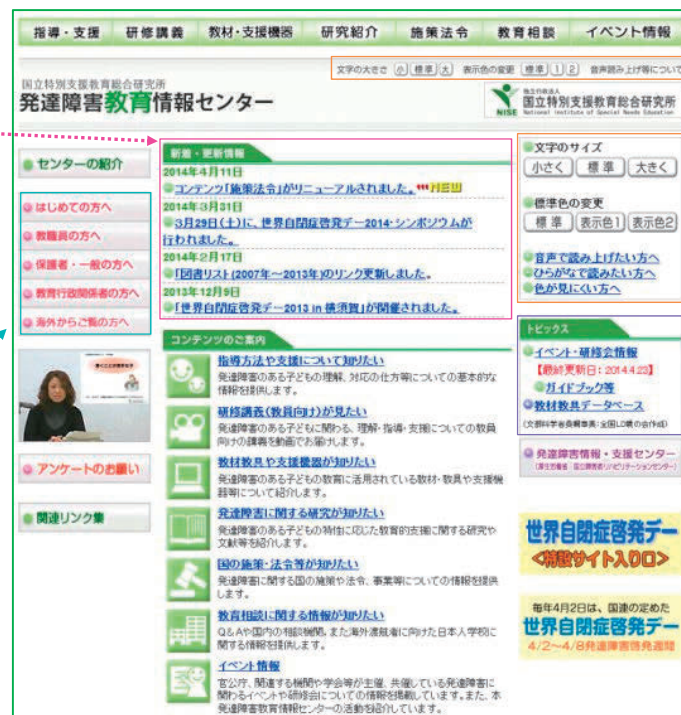 指導・支援 研修講義 教材・支援機器 研究紹介 施策法令 教育相談 イベント情報
文字の大きさ 小 標準 大 表示色の変更 標準 1 2 音声読み上げ等について
国立特別支援教育総合研究所
発達障害教育情報センター
独立行政法人
国立特別支援教育総合研究所
NISE National Institute of Special Needs Education
センターの紹介
はじめての方へ
教職員の方へ
保護者・一般の方へ
教育行政関係者の方へ
海外からご覧の方へ
アンケートのお願い
関連リンク集
新着・更新情報
2014年4月11日
コンテンツ「施策法令」がリニューアルされました。 NEW
2014年3月31日
3月29日(土)に、世界自閉症啓発デー2014・シンポジウムが
行われました。
2014年2月17日
「図書リスト(2007年～2013年)のリンク更新しました。
2013年12月9日
「世界自閉症啓発デー2013 in 横須賀」が開催されました。
コンテンツのご案内
指導方法や支援について知りたい
発達障害のある子どもの理解、対応の仕方等についての基本的な
情報を提供します。
研修講義(教員向け)が見たい
発達障害のある子どもに関わる、理解・指導・支援についての教員
向けの講義を動画でお届けします。
教材教具や支援機器が知りたい
発達障害のある子どもの教育に活用されている教材・教具や支援機
器等について紹介します。
発達障害に関する研究が知りたい
発達障害のある子どもの特性に応じた教育的支援に関する研究や
文献等を紹介します。
国の施策・法令等が知りたい
発達障害に関する国の施策や法令、事業等についての情報を提供
します。
教育相談に関する情報が知りたい
Q&Aや国内の相談機関、また海外渡航者に向けた日本人学校に
関する情報を提供します。
イベント情報
官公庁、関連する機関や学会等が主催、共催している発達障害に
関わるイベントや研修会についての情報を掲載しています。また、本
発達障害教育情報センターの活動を紹介しています。
文字のサイズ
小さく 標準 大きく
標準色の変更
標準 表示色1 表示色2
音声で読み上げたい方へ
ひらがなで読みたい方へ
色が見にくい方へ
トピックス
イベント・研修会情報
【最終更新日：2014.4.23】
ガイドブック等
教材教具データベース
発達障害情報・支援センター
世界自閉症啓発デー
<特設サイト入り口>
毎年4月2日は、国連の定めた
世界自閉症啓発デー
4/2～4/8発達障害啓発週間